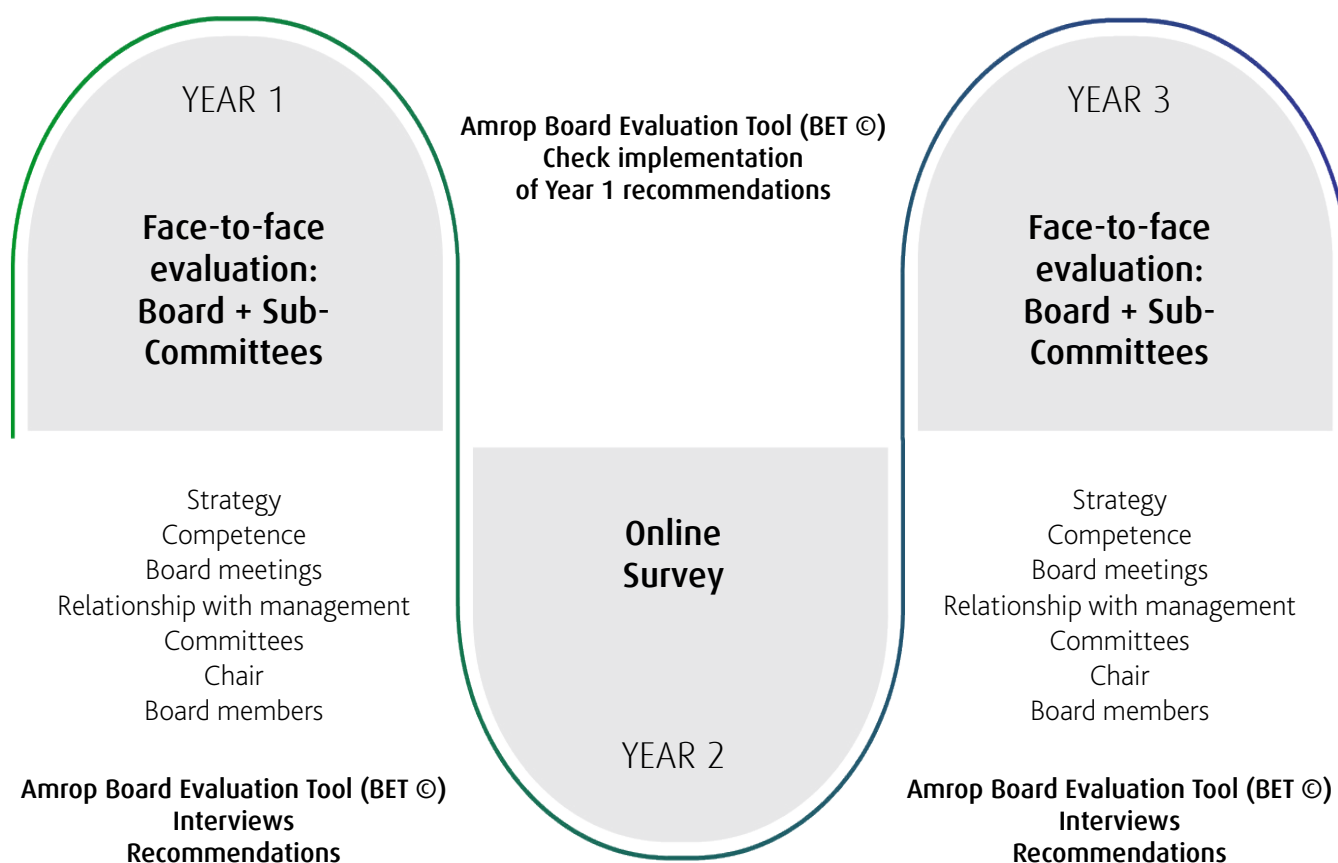 YEAR 1
Face-to-face
evaluation:
Board + Sub-
Committees
Strategy
Competence
Board meetings
Relationship with management
Committees
Chair
Board members
Amrop Board Evaluation Tool (BET ©)
Interviews
Recommendations
Amrop Board Evaluation Tool (BET ©)
Check implementation
of Year 1 recommendations
Online
Survey
YEAR 2
YEAR 3
Face-to-face
evaluation:
Board + Sub-
Committees
Strategy
Competence
Board meetings
Relationship with management
Committees
Chair
Board members
Amrop Board Evaluation Tool (BET ©)
Interviews
Recommendations